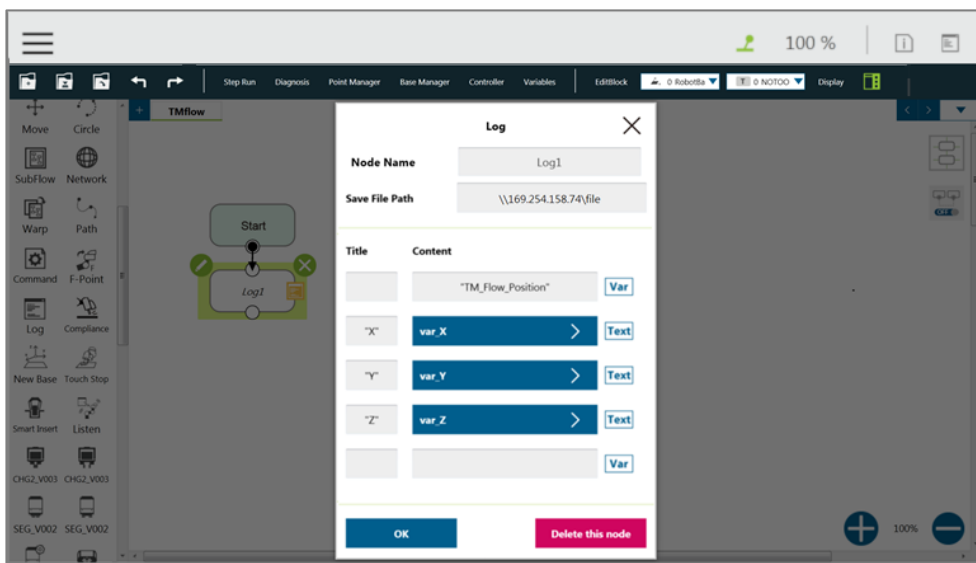 100 %
Step Run Diagnosis Point Manager Base Manager Controller Variables EditBlock 0 RobotBa T 0 NOTOO Display
Move Circle
SubFlow Network
Warp Path
Command F-Point
Log Compliance
New Base Touch Stop
Smart Insert Listen
CHG2_V003 CHG2_V003
SEG_V002 SEG_V002
+ TMflow
Start
Log1
Log
Node Name Log1
Save File Path \\169.254.158.74\file
Title Content
"TM_Flow_Position" Var
"X" var_X Text
"Y" var_Y Text
"Z" var_Z Text
Var
OK Delete this node
OFF
100%